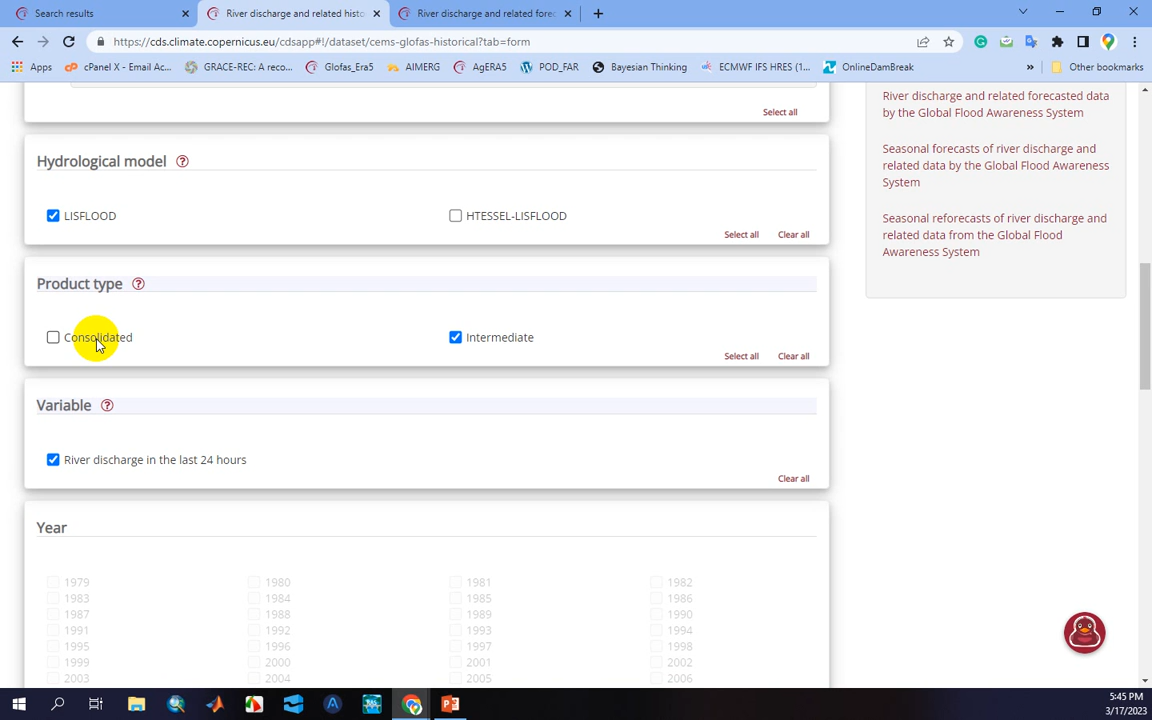 Search results
River discharge and related histo
River discharge and related forec
https://cds.climate.copernicus.eu/cdsapp#!/dataset/cems-glofas-historical?tab=form
Apps
cPanel X - Email Ac...
GRACE-REC: A reco...
Glofas_Era5
AIMERG
AgERA5
POD_FAR
Bayesian Thinking
ECMWF IFS HRES (1...
OnlineDamBreak
»
Other bookmarks
Select all
Hydrological model ?
LISFLOOD
HTESSEL-LISFLOOD
Select all Clear all
Product type ?
Consolidated
Intermediate
Select all Clear all
Variable ?
River discharge in the last 24 hours
Clear all
Year
1979 1980 1981 1982
1983 1984 1985 1986
1987 1988 1989 1990
1991 1992 1993 1994
1995 1996 1997 1998
1999 2000 2001 2002
2003 2004 2005 2006
River discharge and related forecasted data
by the Global Flood Awareness System
Seasonal forecasts of river discharge and
related data by the Global Flood Awareness
System
Seasonal reforecasts of river discharge and
related data from the Global Flood
Awareness System
5:45 PM
3/17/2023